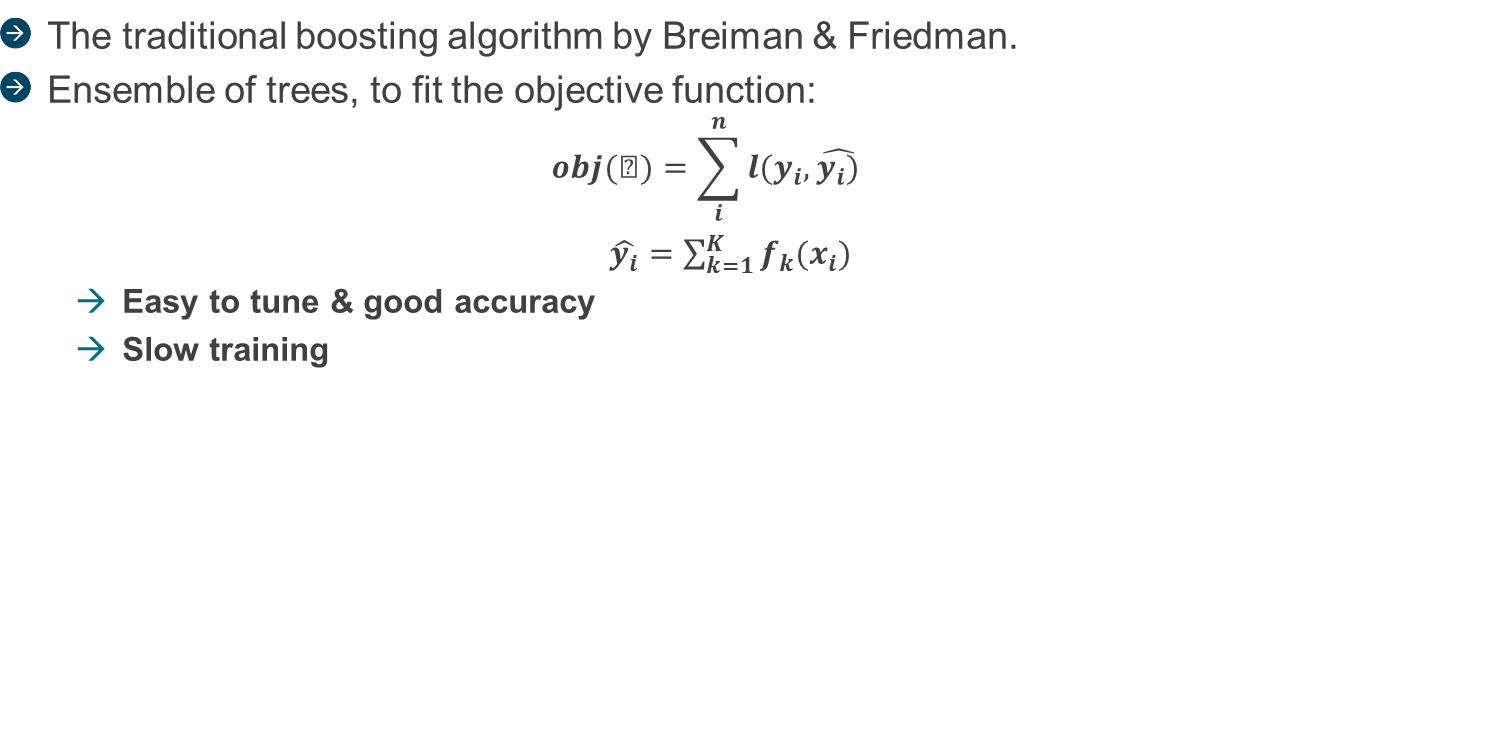 The traditional boosting algorithm by Breiman & Friedman.
Ensemble of trees, to fit the objective function:
obj(⍰) = ∑_i^n l(y_i, ŷ_i)
ŷ_i = ∑_{k=1}^K f_k(x_i)
Easy to tune & good accuracy
Slow training